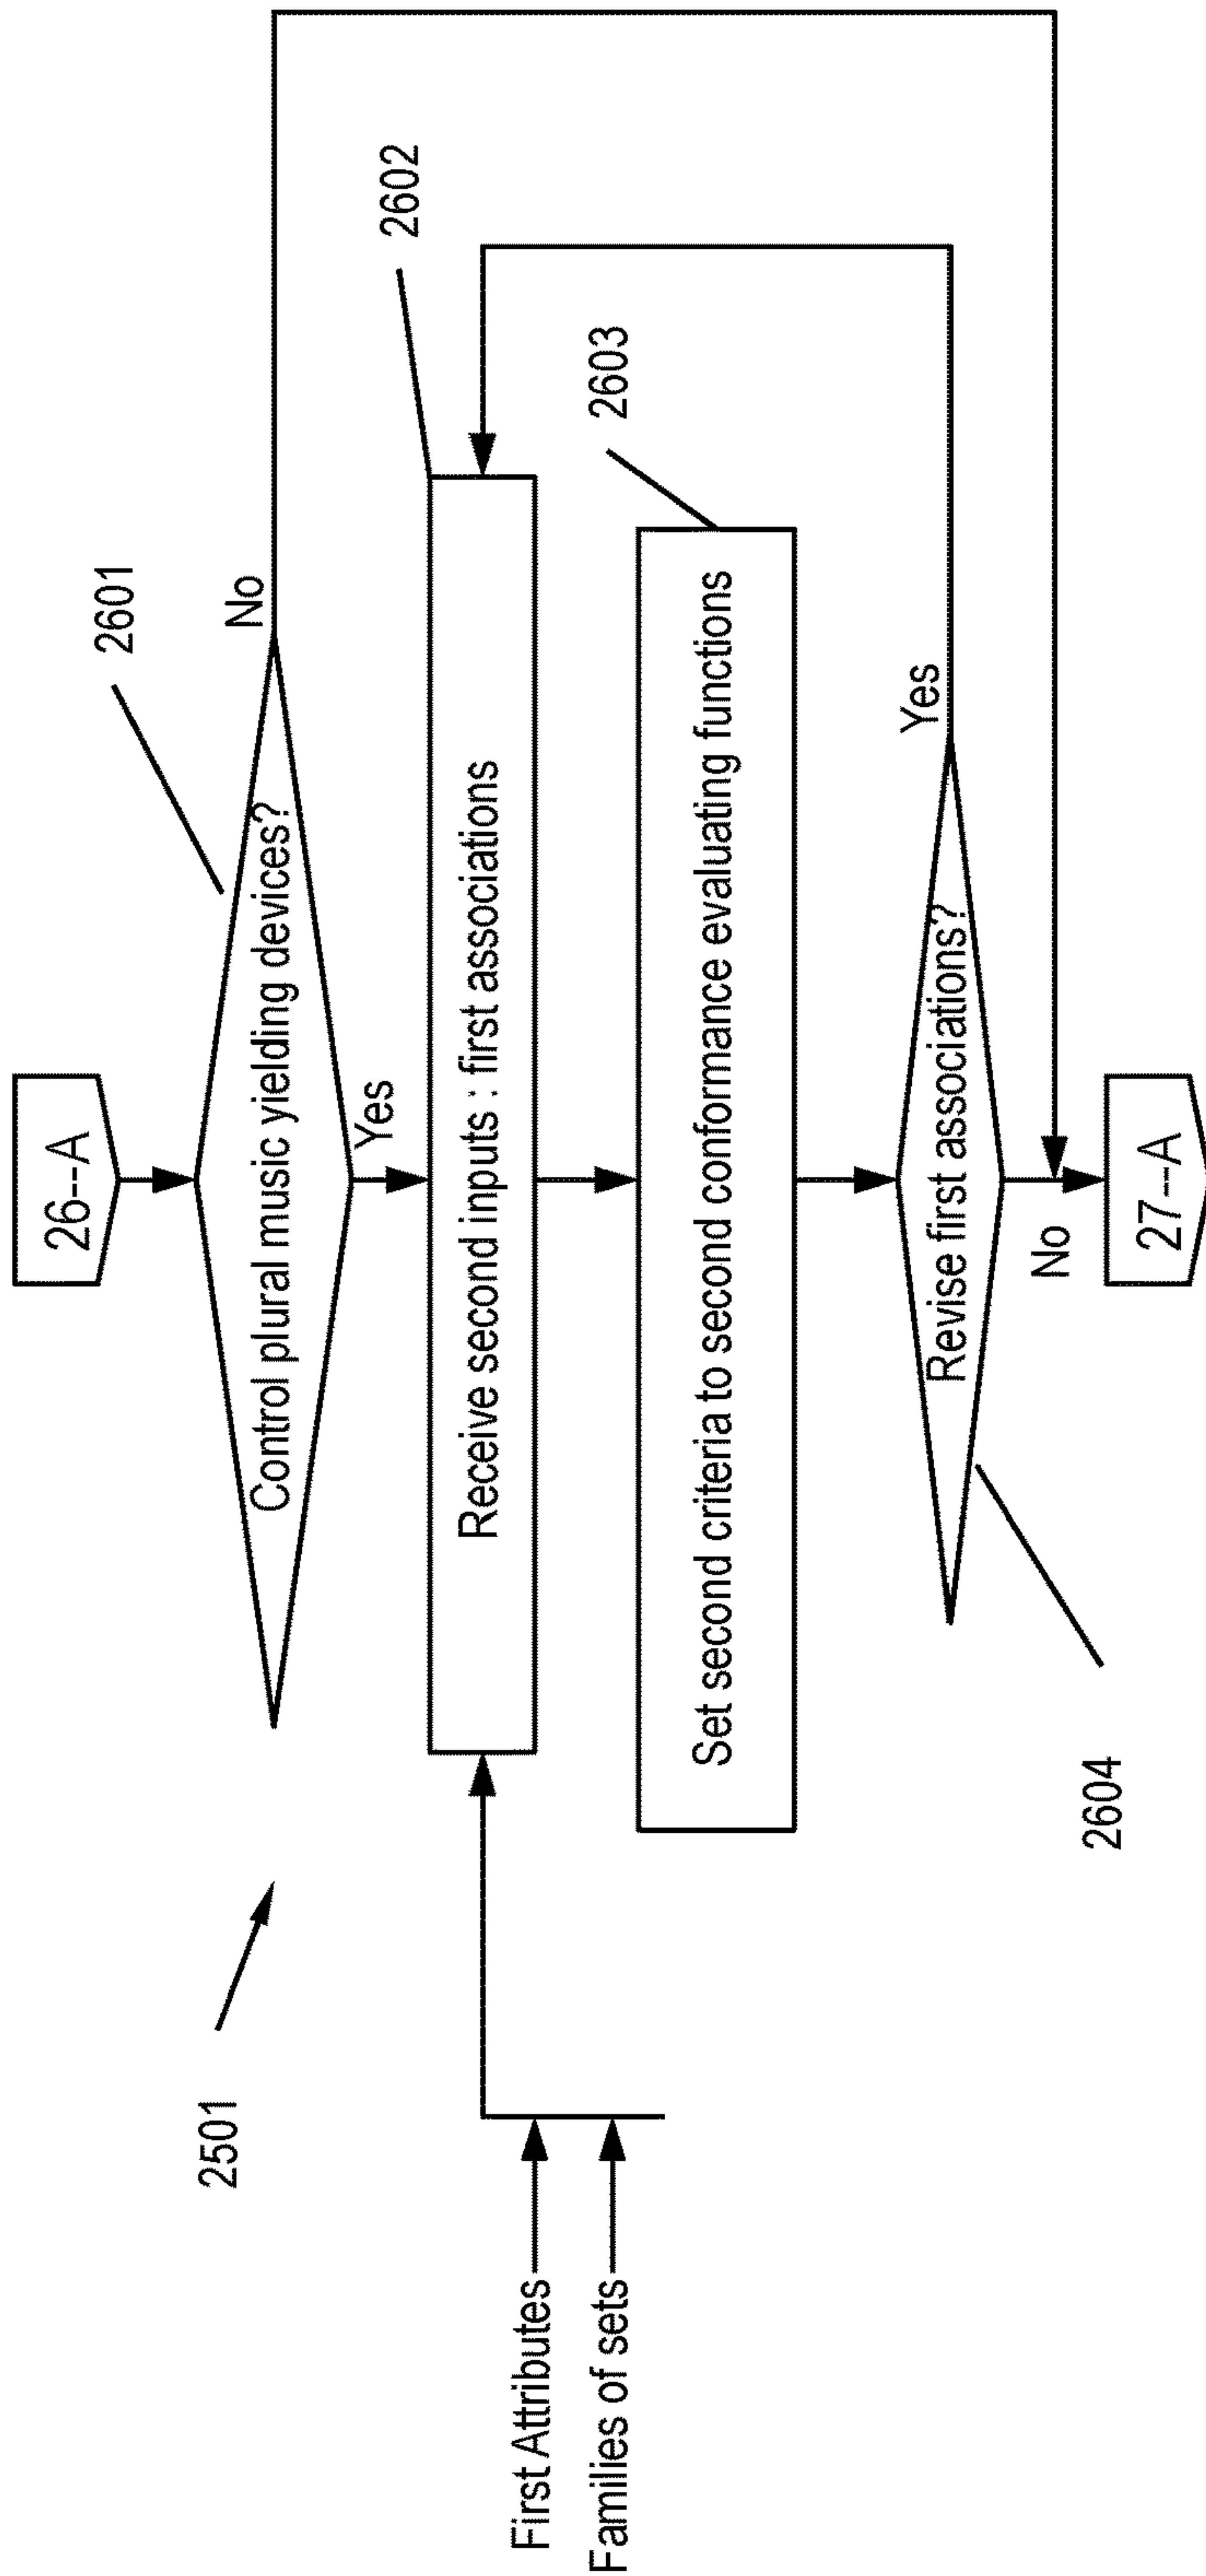 26--A
2601
Control plural music yielding devices?
No
2501
Yes
2602
Receive second inputs : first associations
First Attributes
Families of sets
2603
Set second criteria to second conformance evaluating functions
Revise first associations?
Yes
2604
No
27--A